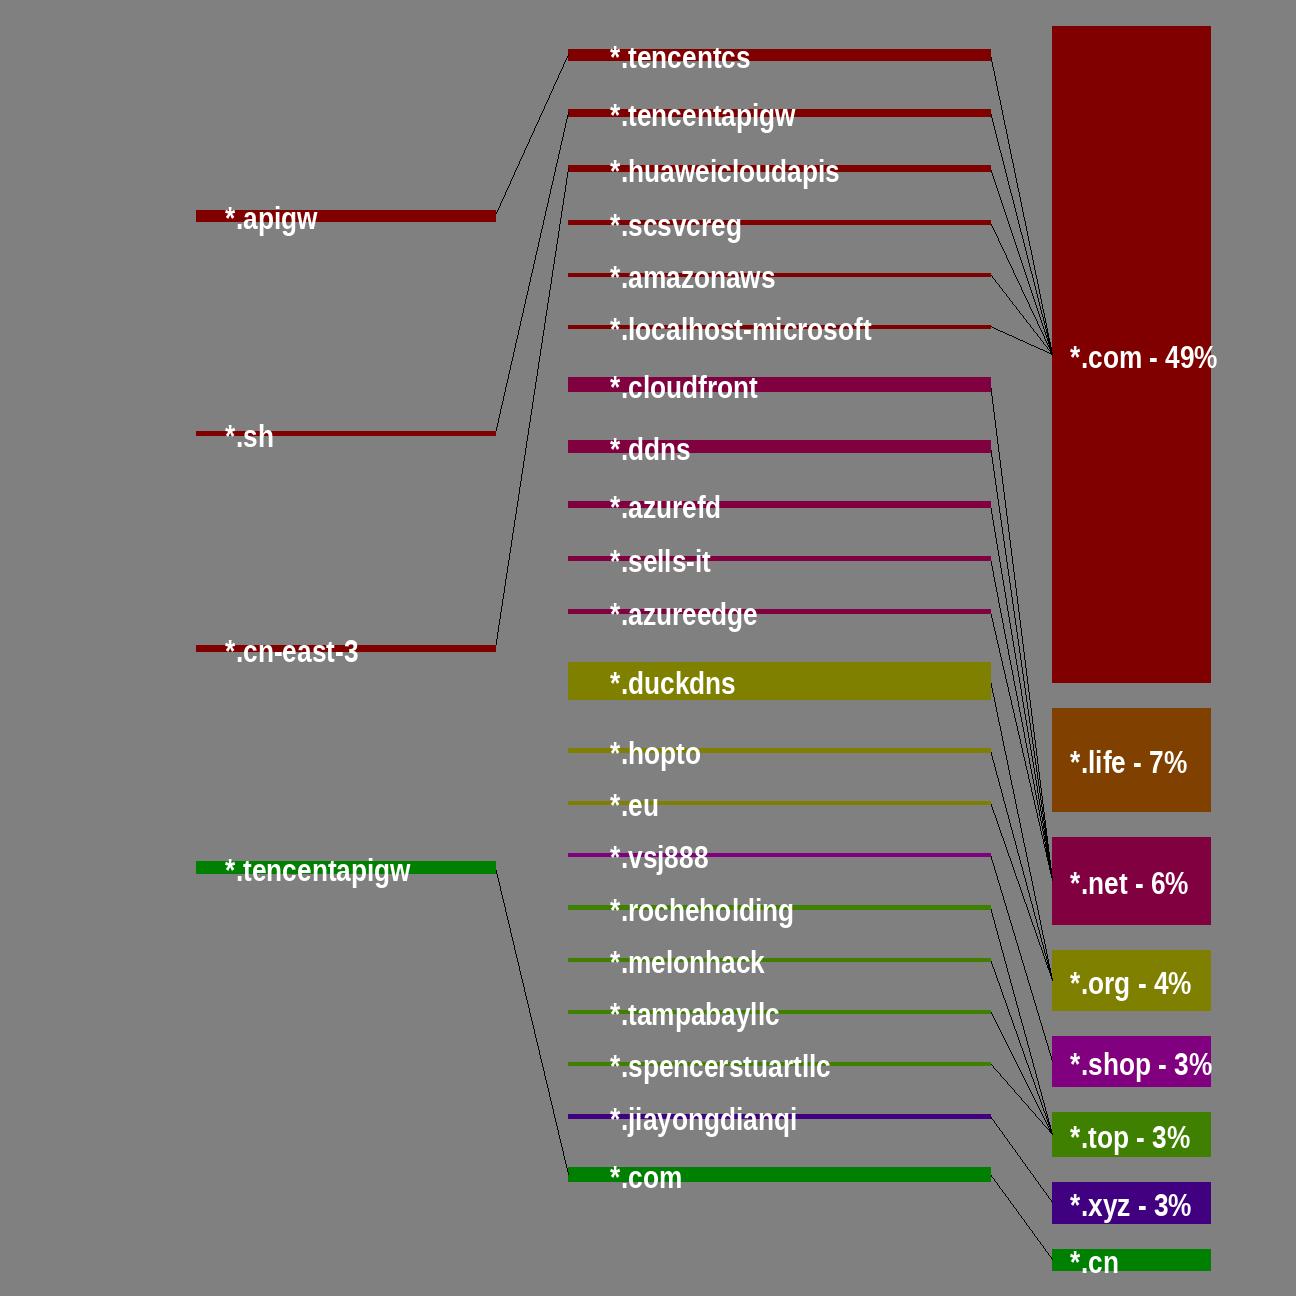 *.apigw
*.sh
*.cn-east-3
*.tencentapigw
*.tencentcs
*.tencentapigw
*.huaweicloudapis
*.scsvcreg
*.amazonaws
*.localhost-microsoft
*.cloudfront
*.ddns
*.azurefd
*.sells-it
*.azureedge
*.duckdns
*.hopto
*.eu
*.vsj888
*.rocheholding
*.melonhack
*.tampabayllc
*.spencerstuartllc
*.jiayongdianqi
*.com
*.com - 49%
*.life - 7%
*.net - 6%
*.org - 4%
*.shop - 3%
*.top - 3%
*.xyz - 3%
*.cn